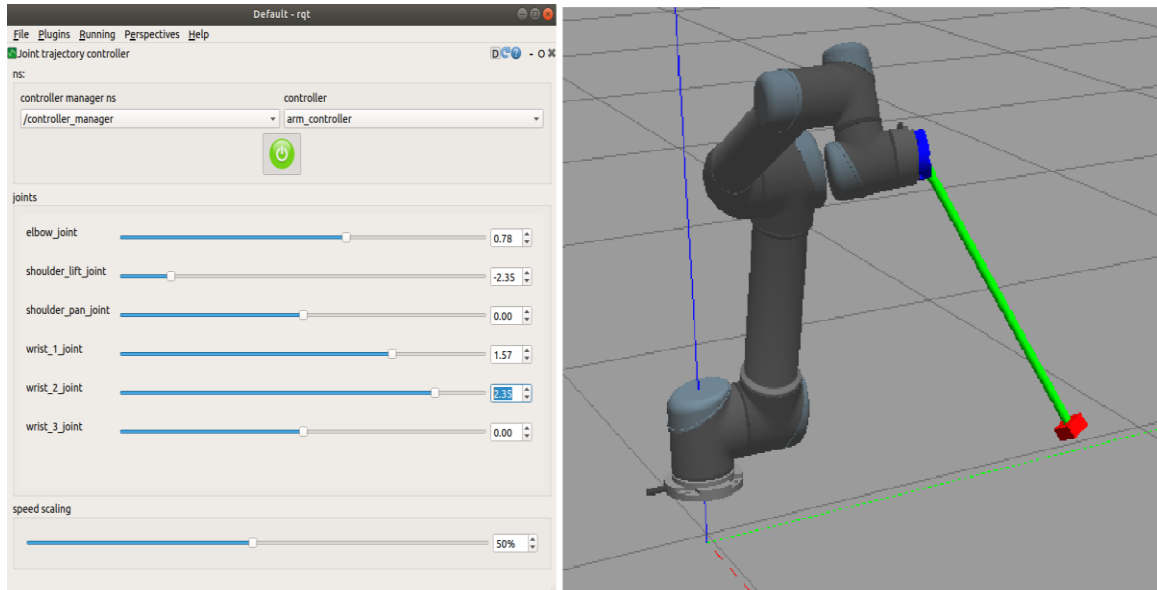 Default - rqt
File Plugins Running Perspectives Help
Joint trajectory controller D ? - O ✖
ns:
controller manager ns controller
/controller_manager arm_controller
joints
elbow_joint 0.78
shoulder_lift_joint -2.35
shoulder_pan_joint 0.00
wrist_1_joint 1.57
wrist_2_joint 2.35
wrist_3_joint 0.00
speed scaling
50%